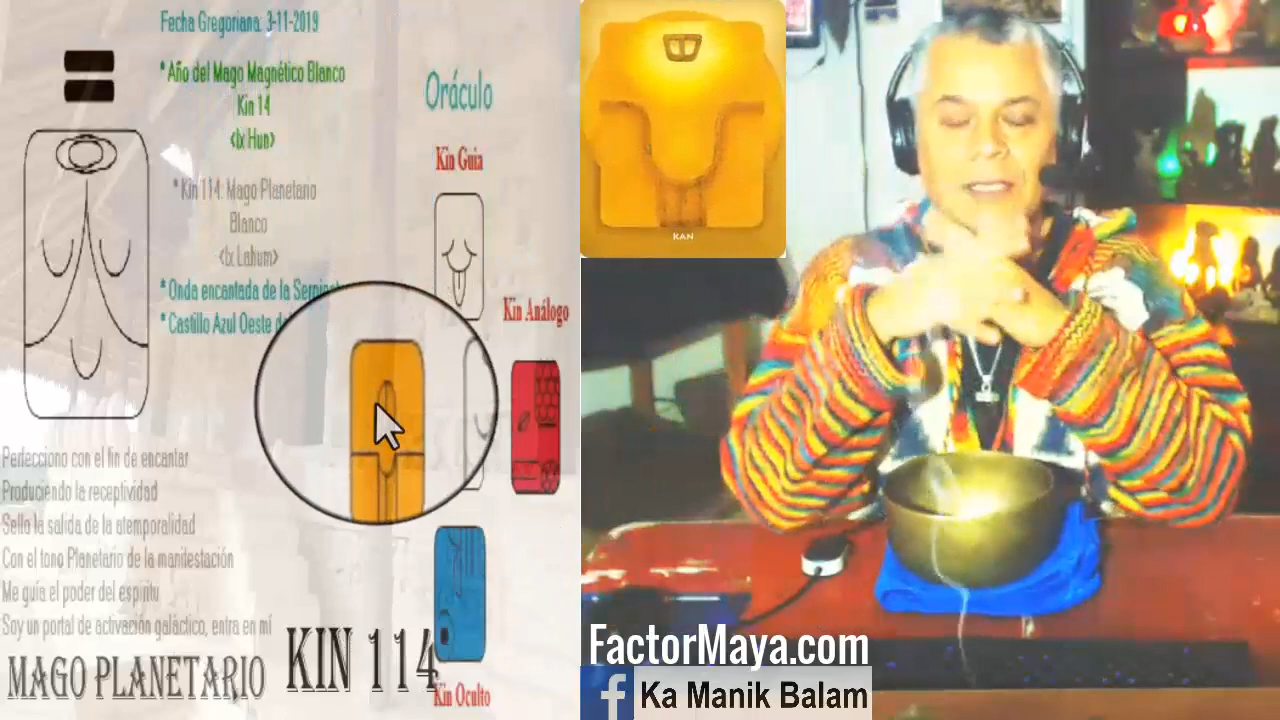 Fecha Gregoriana: 3-11-2019
* Año del Mago Magnético Blanco
Kin 14
<Ix Hun>
* Kin 114: Mago Planetario
Blanco
<Ix Lahum>
* Onda encantada de la
* Castillo Azul Oeste
Oráculo
Kin Guia
Kin Análogo
Kin Oculto
Perfecciono con el fin de encantar
Produciendo la receptividad
Sello la salida de la atemporalidad
Con el tono Planetario de la manifestación
Me guía el poder del espíritu
Soy un portal de activación galáctico, entra en mí
MAGO PLANETARIO
KIN 114
KAN
FactorMaya.com
f
Ka Manik Balam